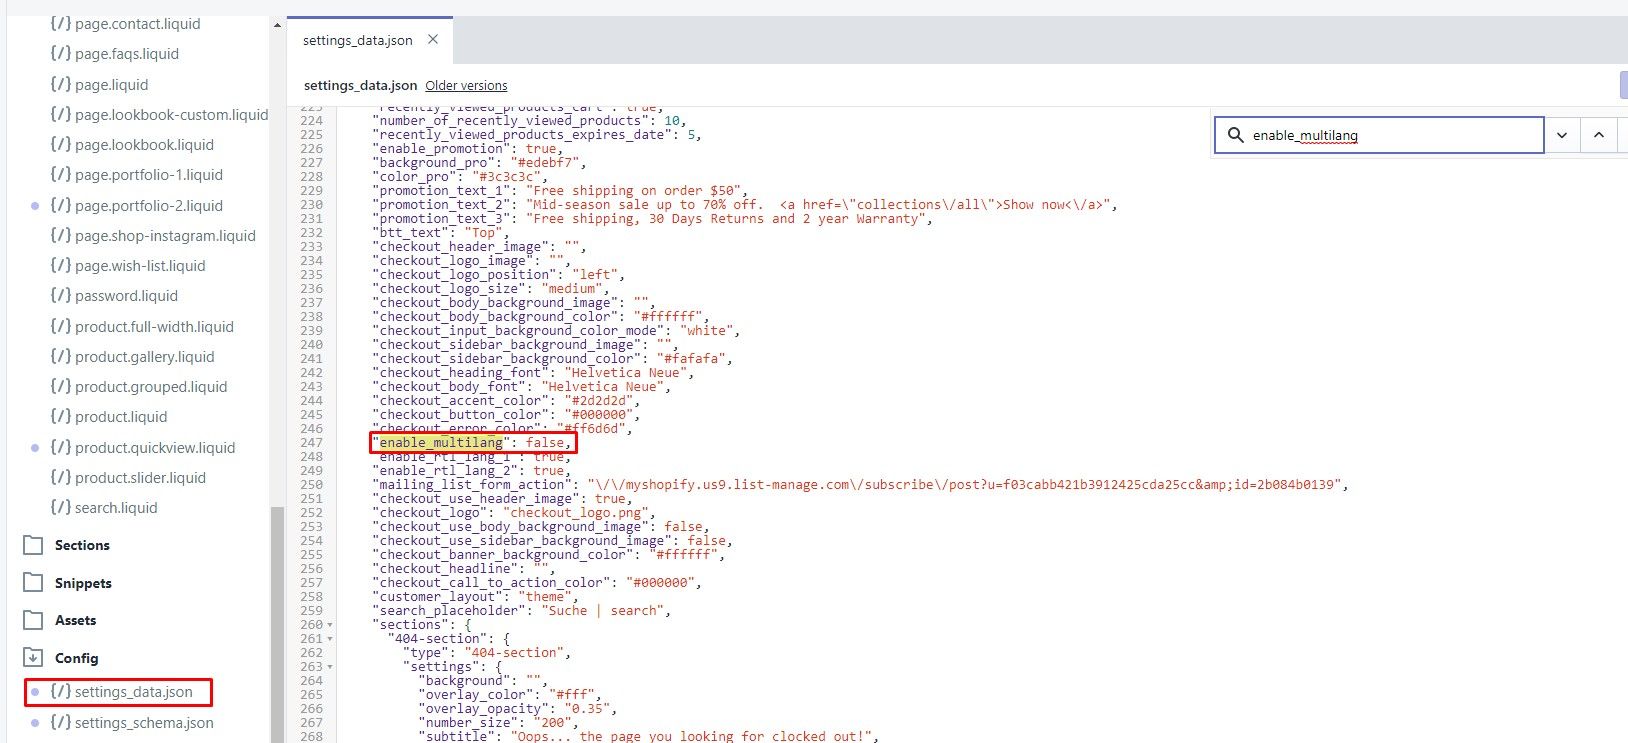 {/} page.contact.liquid
{/} page.faqs.liquid
{/} page.liquid
{/} page.lookbook-custom.liquid
{/} page.lookbook.liquid
{/} page.portfolio-1.liquid
{/} page.portfolio-2.liquid
{/} page.shop-instagram.liquid
{/} page.wish-list.liquid
{/} password.liquid
{/} product.full-width.liquid
{/} product.gallery.liquid
{/} product.grouped.liquid
{/} product.liquid
{/} product.quickview.liquid
{/} product.slider.liquid
{/} search.liquid
Sections
Snippets
Assets
Config
{/} settings_data.json
{/} settings_schema.json
settings_data.json ×
settings_data.json Older versions
enable_multilang
223 "recently_viewed_products_cart": true,
224 "number_of_recently_viewed_products": 10,
225 "recently_viewed_products_expires_date": 5,
226 "enable_promotion": true,
227 "background_pro": "#edebf7",
228 "color_pro": "#3c3c3c",
229 "promotion_text_1": "Free shipping on order $50",
230 "promotion_text_2": "Mid-season sale up to 70% off.  <a href=\"collections\/all\">Show now<\/a>",
231 "promotion_text_3": "Free shipping, 30 Days Returns and 2 year Warranty",
232 "btt_text": "Top",
233 "checkout_header_image": "",
234 "checkout_logo_image": "",
235 "checkout_logo_position": "left",
236 "checkout_logo_size": "medium",
237 "checkout_body_background_image": "",
238 "checkout_body_background_color": "#ffffff",
239 "checkout_input_background_color_mode": "white",
240 "checkout_sidebar_background_image": "",
241 "checkout_sidebar_background_color": "#fafafa",
242 "checkout_heading_font": "Helvetica Neue",
243 "checkout_body_font": "Helvetica Neue",
244 "checkout_accent_color": "#2d2d2d",
245 "checkout_button_color": "#000000",
246 "checkout_error_color": "#ff6d6d",
247 "enable_multilang": false,
248 "enable_rtl_lang_1": true,
249 "enable_rtl_lang_2": true,
250 "mailing_list_form_action": "\/\/myshopify.us9.list-manage.com\/subscribe\/post?u=f03cabb421b3912425cda25cc&amp;id=2b084b0139",
251 "checkout_use_header_image": true,
252 "checkout_logo": "checkout_logo.png",
253 "checkout_use_body_background_image": false,
254 "checkout_use_sidebar_background_image": false,
255 "checkout_banner_background_color": "#ffffff",
256 "checkout_headline": "",
257 "checkout_call_to_action_color": "#000000",
258 "customer_layout": "theme",
259 "search_placeholder": "Suche | search",
260 "sections": {
261 "404-section": {
262 "type": "404-section",
263 "settings": {
264 "background": "",
265 "overlay_color": "#fff",
266 "overlay_opacity": "0.35",
267 "number_size": "200",
268 "subtitle": "Oops... the page you looking for clocked out!",